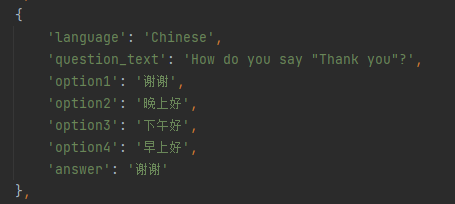 {
'language': 'Chinese',
'question_text': 'How do you say "Thank you"?',
'option1': '谢谢',
'option2': '晚上好',
'option3': '下午好',
'option4': '早上好',
'answer': '谢谢'
},